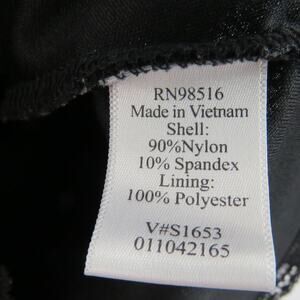 RN98516
Made in Vietnam
Shell:
90%Nylon
10% Spandex
Lining:
100% Polyester
V#S1653
011042165